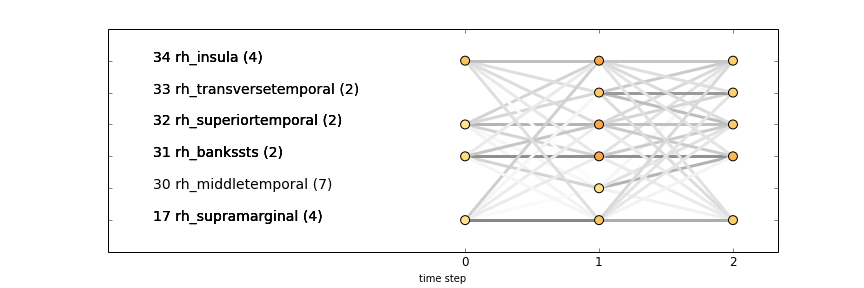 34 rh_insula (4)
33 rh_transversetemporal (2)
32 rh_superiortemporal (2)
31 rh_bankssts (2)
30 rh_middletemporal (7)
17 rh_supramarginal (4)
0 1 2
time step